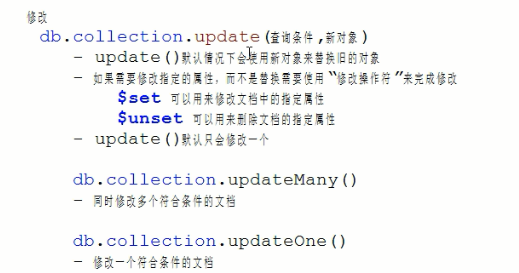 修改
db.collection.update(查询条件,新对象)
- update()默认情况下会使用新对象来替换旧的对象
- 如果需要修改指定的属性，而不是替换需要使用“修改操作符”来完成修改
$set 可以用来修改文档中的指定属性
$unset 可以用来删除文档的指定属性
- update()默认只会修改一个
db.collection.updateMany()
- 同时修改多个符合条件的文档
db.collection.updateOne()
- 修改一个符合条件的文档